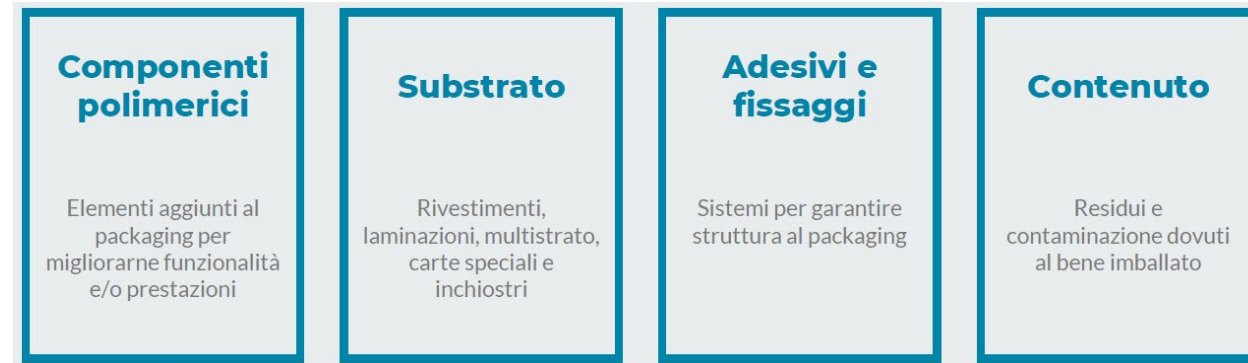 Componenti
polimerici
Elementi aggiunti al
packaging per
migliorarne funzionalità
e/o prestazioni
Substrato
Rivestimenti,
laminazioni, multistrato,
carte speciali e
inchiostri
Adesivi e
fissaggi
Sistemi per garantire
struttura al packaging
Contenuto
Residui e
contaminazione dovuti
al bene imballato